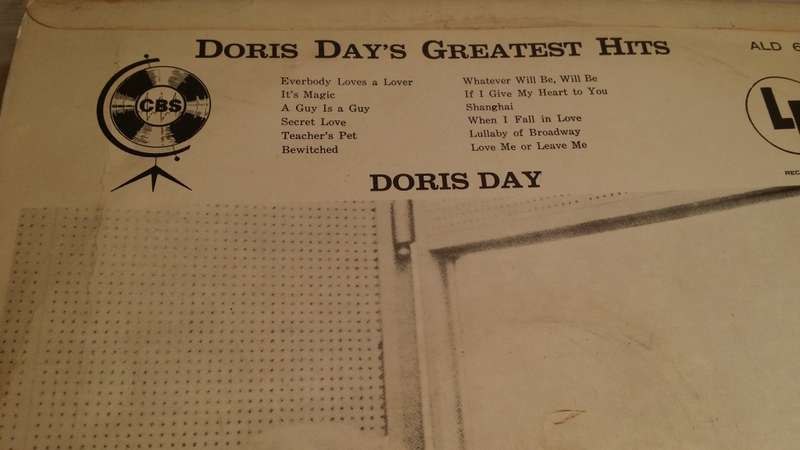 DORIS DAY'S GREATEST HITS
ALD 6
CBS
Everbody Loves a Lover
It's Magic
A Guy Is a Guy
Secret Love
Teacher's Pet
Bewitched
Whatever Will Be, Will Be
If I Give My Heart to You
Shanghai
When I Fall in Love
Lullaby of Broadway
Love Me or Leave Me
DORIS DAY